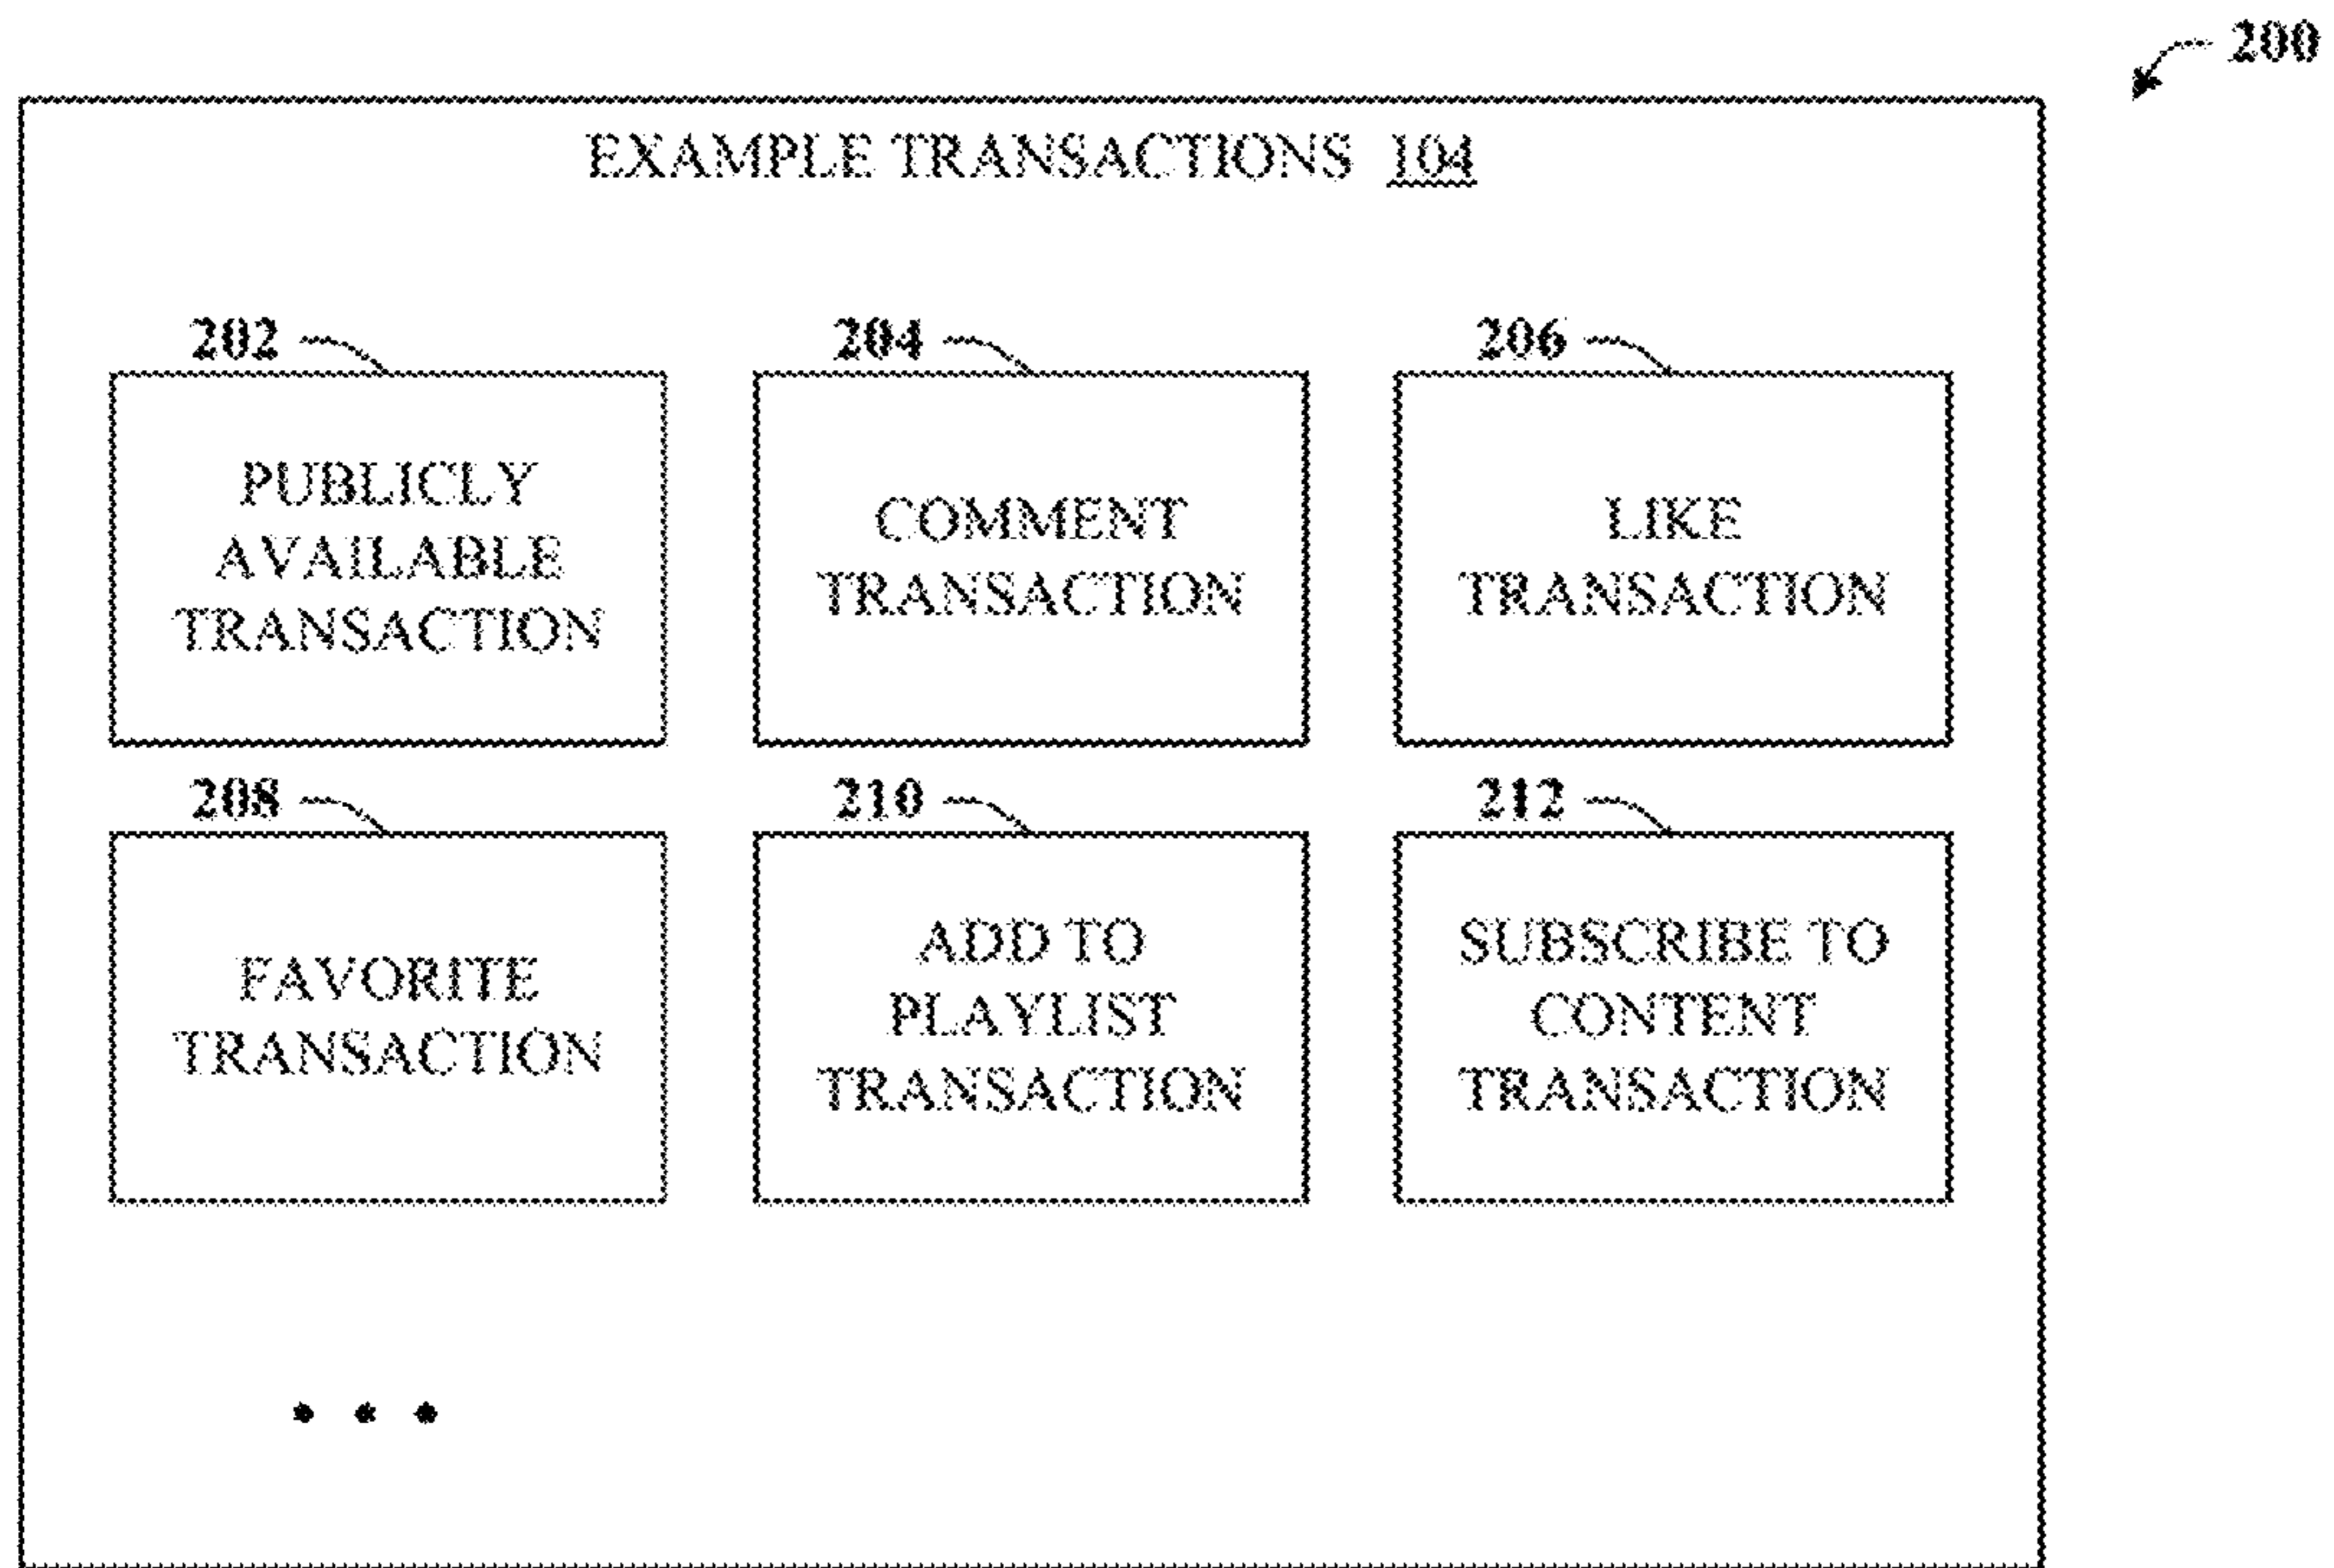 200
EXAMPLE TRANSACTIONS 104
202
PUBLICLY
AVAILABLE
TRANSACTION
204
COMMENT
TRANSACTION
206
LIKE
TRANSACTION
208
FAVORITE
TRANSACTION
210
ADD TO
PLAYLIST
TRANSACTION
212
SUBSCRIBE TO
CONTENT
TRANSACTION
• • •